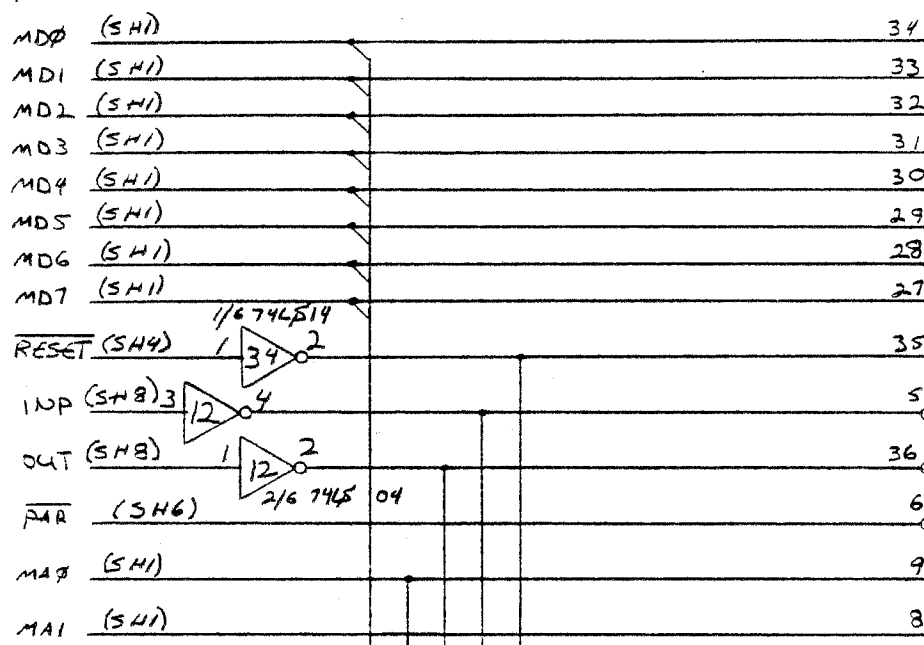 MDØ (SH1) 34
MD1 (SH1) 33
MD2 (SH1) 32
MD3 (SH1) 31
MD4 (SH1) 30
MD5 (SH1) 29
MD6 (SH1) 28
MD7 (SH1) 27
1/6 74LS14
RESET (SH4) 1 34 2 35
INP (SH8) 3 12 4 5
OUT (SH8) 1 12 2 36
2/6 74LS 04
PAR (SH6) 6
MAØ (SH1) 9
MA1 (SH1) 8